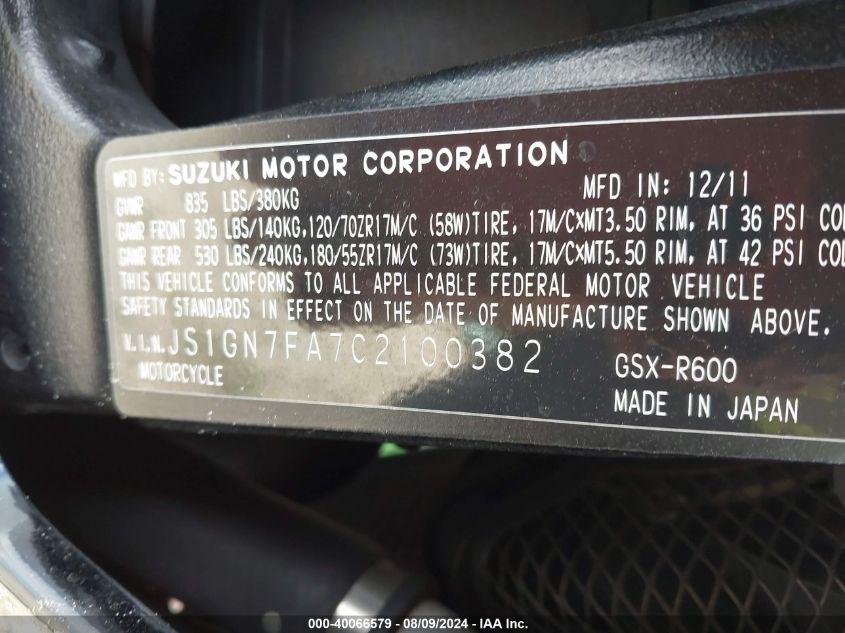 MFD BY: SUZUKI MOTOR CORPORATION
GVWR 835 LBS/380KG MFD IN: 12/11
GAWR FRONT 305 LBS/140KG,120/70ZR17M/C (58W)TIRE, 17M/C×MT3.50 RIM, AT 36 PSI COL
GAWR REAR 530 LBS/240KG,180/55ZR17M/C (73W)TIRE, 17M/C×MT5.50 RIM, AT 42 PSI COL
THIS VEHICLE CONFORMS TO ALL APPLICABLE FEDERAL MOTOR VEHICLE
SAFETY STANDARDS IN EFFECT ON THE DATE OF MANUFACTURE SHOWN ABOVE.
V.I.N.JS1GN7FA7C2100382 GSX-R600
MOTORCYCLE MADE IN JAPAN
000-40066579 - 08/09/2024 - IAA Inc.